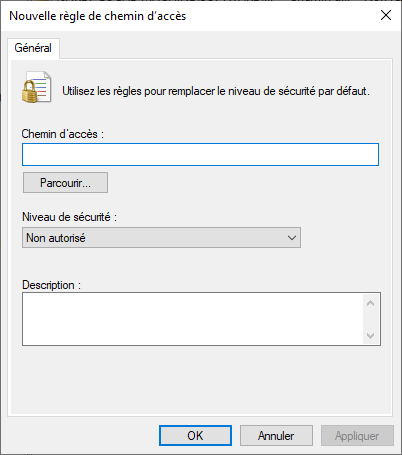 Nouvelle règle de chemin d'accès
Général
Utilisez les règles pour remplacer le niveau de sécurité par défaut.
Chemin d'accès :
Parcourir...
Niveau de sécurité :
Non autorisé
Description :
OK
Annuler
Appliquer